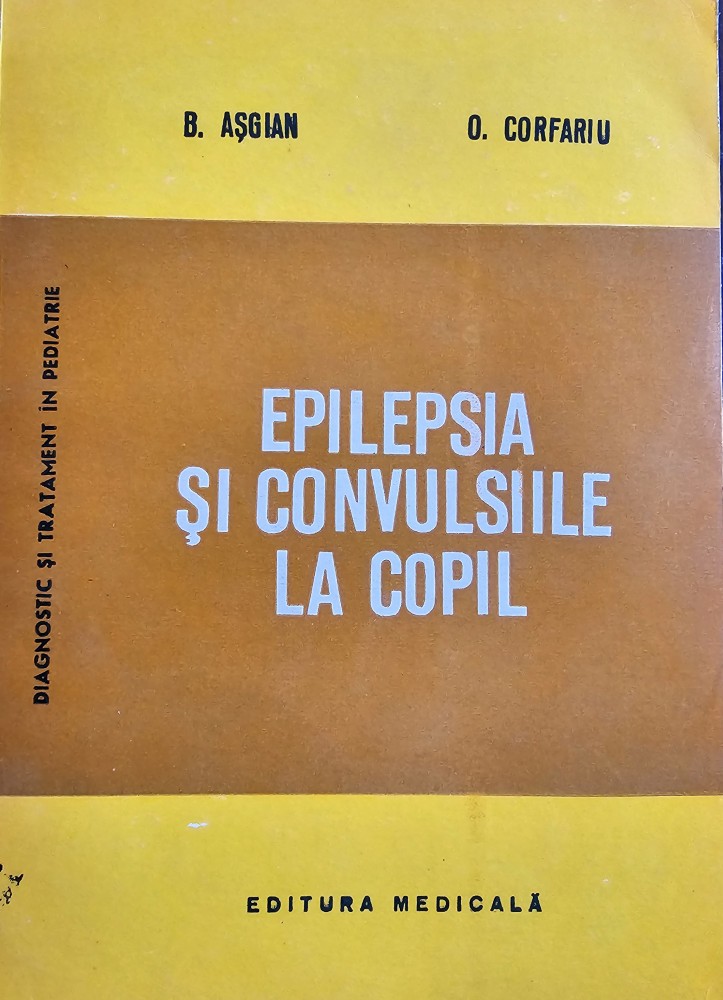 B. AŞGIAN O. CORFARIU
DIAGNOSTIC ŞI TRATAMENT ÎN PEDIATRIE
EPILEPSIA
ŞI CONVULSIILE
LA COPIL
EDITURA MEDICALĂ